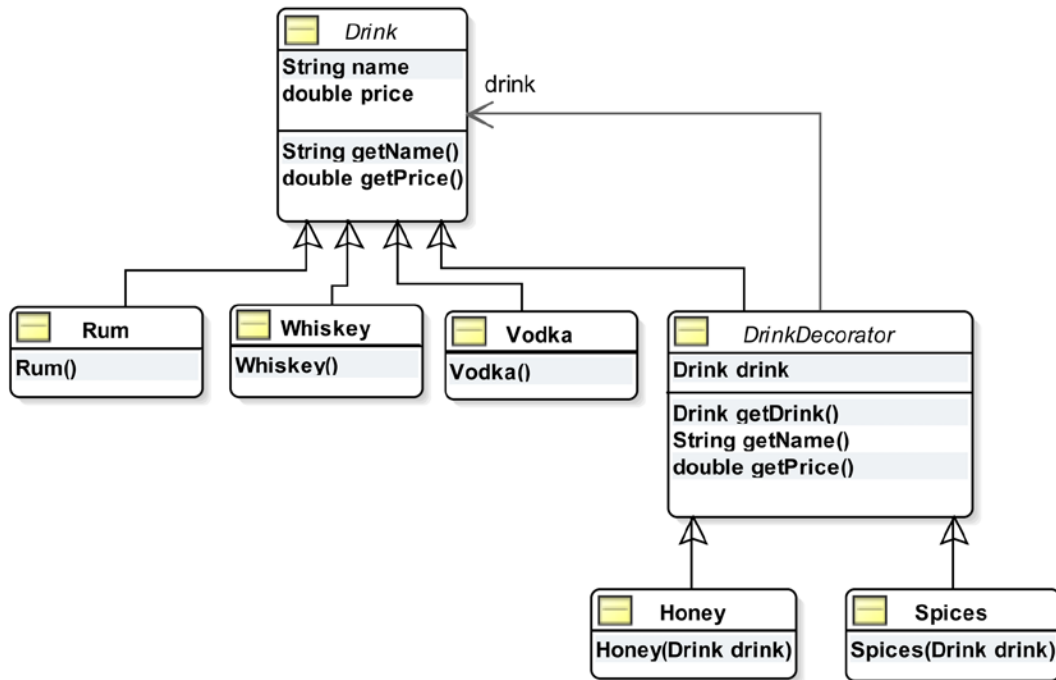 Drink
String name
double price
drink
String getName()
double getPrice()
Rum
Rum()
Whiskey
Whiskey()
Vodka
Vodka()
DrinkDecorator
Drink drink
Drink getDrink()
String getName()
double getPrice()
Honey
Honey(Drink drink)
Spices
Spices(Drink drink)